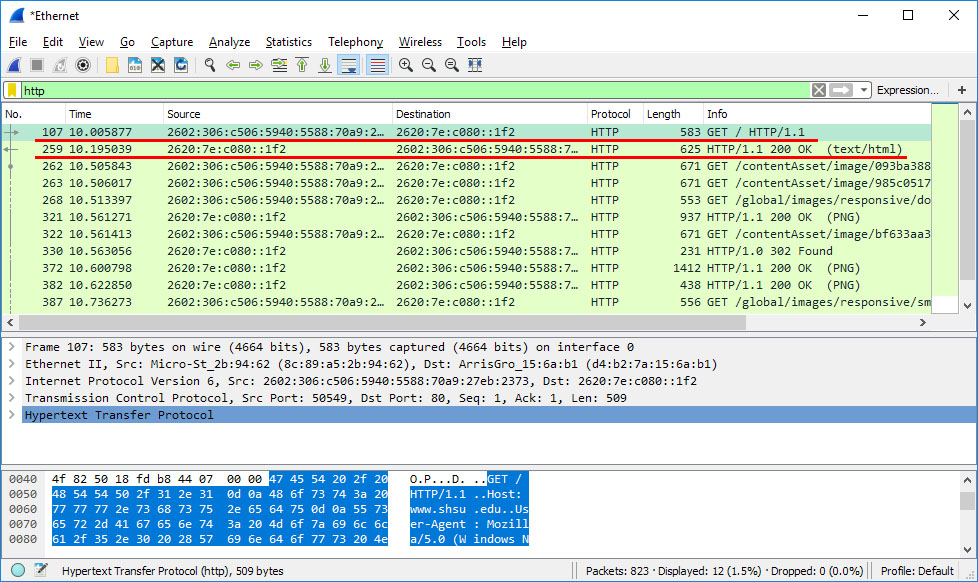 *Ethernet
File Edit View Go Capture Analyze Statistics Telephony Wireless Tools Help
http Expression... +
No. Time Source Destination Protocol Length Info
107 10.005877 2602:306:c506:5940:5588:70a9:2… 2620:7e:c080::1f2 HTTP 583 GET / HTTP/1.1
259 10.195039 2620:7e:c080::1f2 2602:306:c506:5940:5588:7… HTTP 625 HTTP/1.1 200 OK (text/html)
262 10.505843 2602:306:c506:5940:5588:70a9:2… 2620:7e:c080::1f2 HTTP 671 GET /contentAsset/image/093ba388
263 10.506017 2602:306:c506:5940:5588:70a9:2… 2620:7e:c080::1f2 HTTP 671 GET /contentAsset/image/985c0517
268 10.513397 2602:306:c506:5940:5588:70a9:2… 2620:7e:c080::1f2 HTTP 553 GET /global/images/responsive/do
321 10.561271 2620:7e:c080::1f2 2602:306:c506:5940:5588:7… HTTP 937 HTTP/1.1 200 OK (PNG)
322 10.561413 2602:306:c506:5940:5588:70a9:2… 2620:7e:c080::1f2 HTTP 671 GET /contentAsset/image/bf633aa3
330 10.563056 2620:7e:c080::1f2 2602:306:c506:5940:5588:7… HTTP 231 HTTP/1.0 302 Found
372 10.600798 2620:7e:c080::1f2 2602:306:c506:5940:5588:7… HTTP 1412 HTTP/1.1 200 OK (PNG)
382 10.622850 2620:7e:c080::1f2 2602:306:c506:5940:5588:7… HTTP 438 HTTP/1.1 200 OK (PNG)
387 10.736273 2602:306:c506:5940:5588:70a9:2… 2620:7e:c080::1f2 HTTP 556 GET /global/images/responsive/sm
Frame 107: 583 bytes on wire (4664 bits), 583 bytes captured (4664 bits) on interface 0
Ethernet II, Src: Micro-St_2b:94:62 (8c:89:a5:2b:94:62), Dst: ArrisGro_15:6a:b1 (d4:b2:7a:15:6a:b1)
Internet Protocol Version 6, Src: 2602:306:c506:5940:5588:70a9:27eb:2373, Dst: 2620:7e:c080::1f2
Transmission Control Protocol, Src Port: 50549, Dst Port: 80, Seq: 1, Ack: 1, Len: 509
Hypertext Transfer Protocol
0040 4f 82 50 18 fd b8 44 07 00 00 47 45 54 20 2f 20 O.P...D. ..GET /
0050 48 54 54 50 2f 31 2e 31 0d 0a 48 6f 73 74 3a 20 HTTP/1.1 ..Host:
0060 77 77 77 2e 73 68 73 75 2e 65 64 75 0d 0a 55 73 www.shsu .edu..Us
0070 65 72 2d 41 67 65 6e 74 3a 20 4d 6f 7a 69 6c 6c er-Agent : Mozill
0080 61 2f 35 2e 30 20 28 57 69 6e 64 6f 77 73 20 4e a/5.0 (W indows N
Hypertext Transfer Protocol (http), 509 bytes Packets: 823 · Displayed: 12 (1.5%) · Dropped: 0 (0.0%) Profile: Default